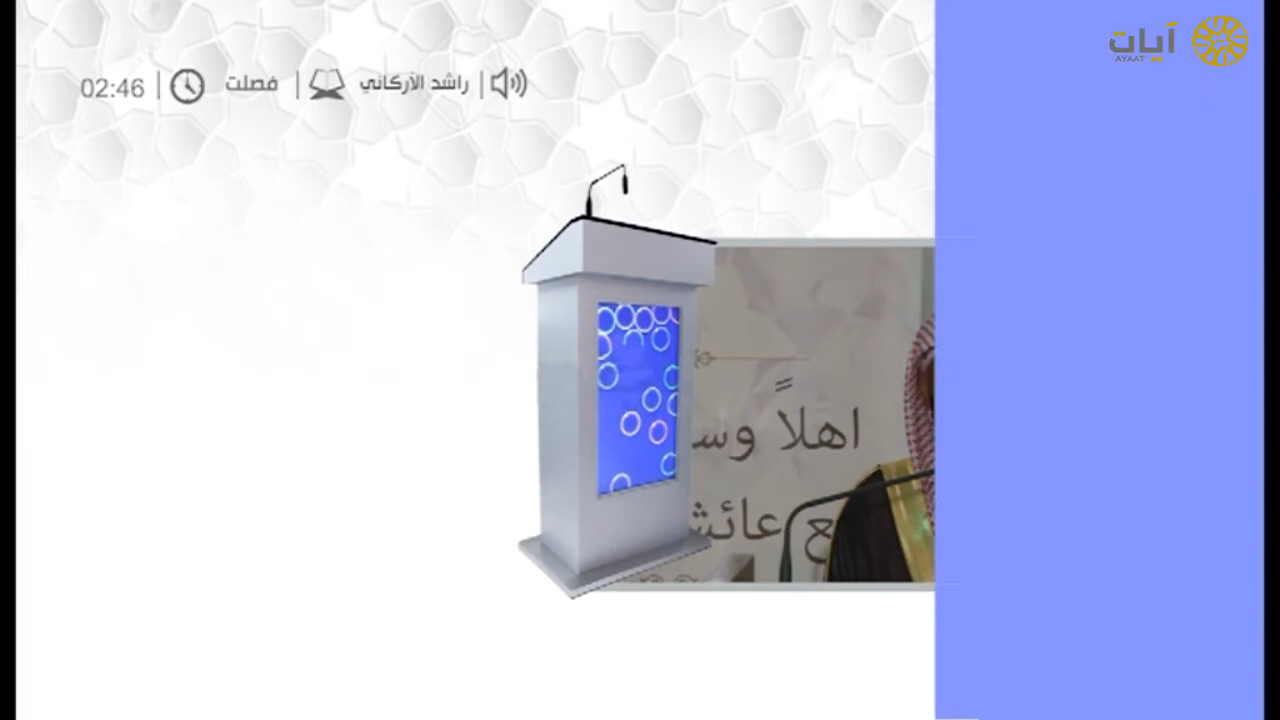 آيات
AYAAT
راشد الأركاني | فصلت | 02:46
اهلاً وس
ع عائش